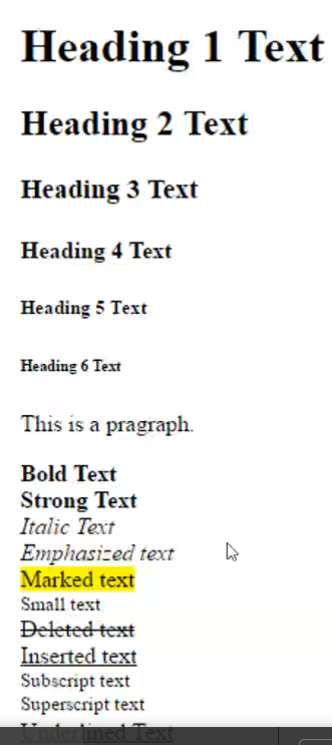 Heading 1 Text
Heading 2 Text
Heading 3 Text
Heading 4 Text
Heading 5 Text
Heading 6 Text
This is a pragraph.
Bold Text
Strong Text
Italic Text
Emphasized text
Marked text
Small text
Deleted text
Inserted text
Subscript text
Superscript text
Underlined Text